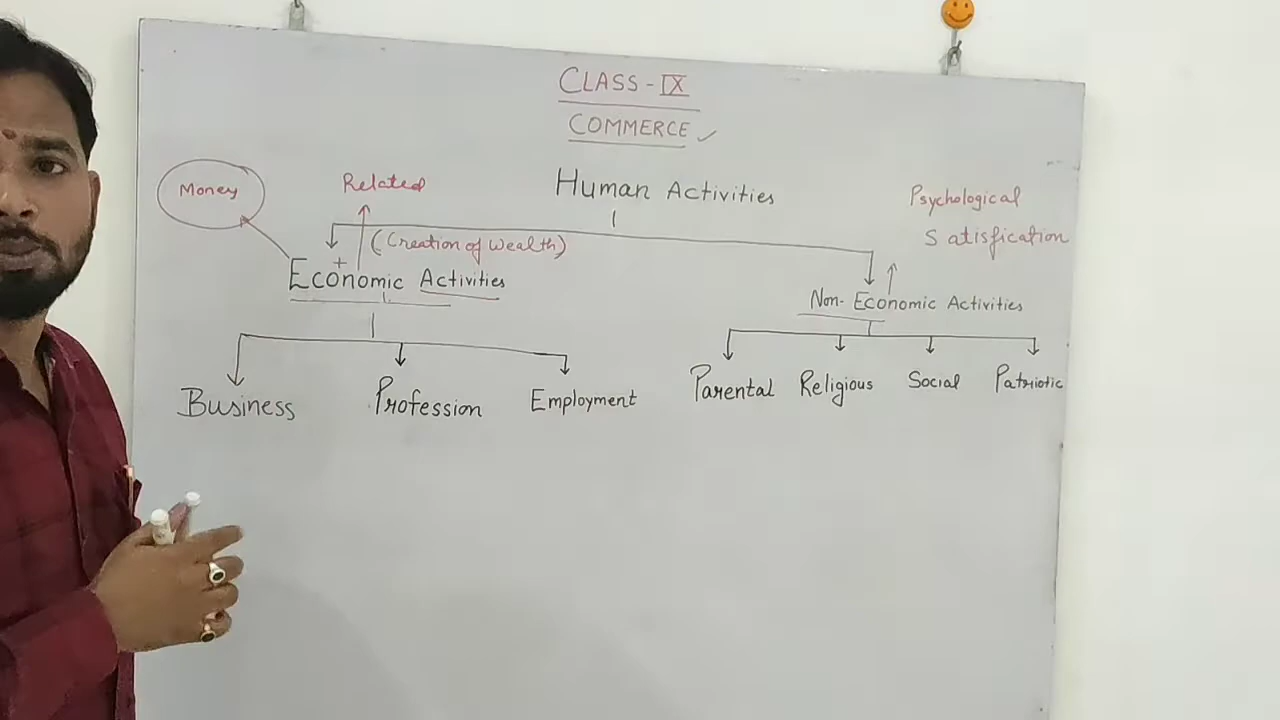 CLASS - IX
COMMERCE
Money
Related
Human Activities
Psychological
Satisfication
(Creation of Wealth)
Economic Activities
Non-Economic Activities
Business
Profession
Employment
Parental
Religious
Social
Patriotic